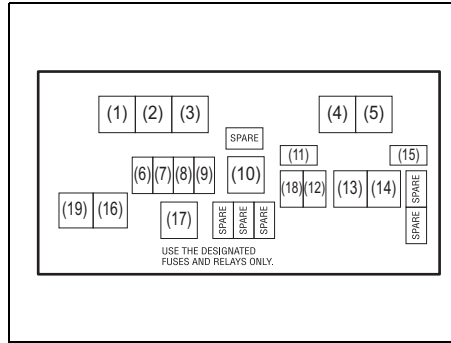 (1) (2) (3) (4) (5)
SPARE
(11) (15)
(6) (7) (8) (9) (10) (18) (12) (13) (14) SPARE
(19) (16) (17) SPARE SPARE SPARE SPARE
USE THE DESIGNATED
FUSES AND RELAYS ONLY.